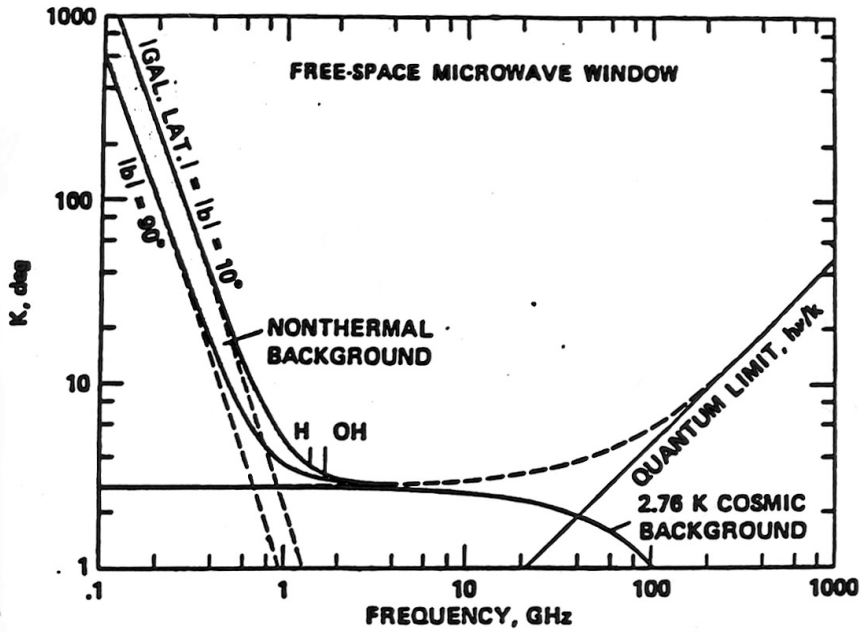 1000
100
10
1
K, deg
FREE-SPACE MICROWAVE WINDOW
|GAL. LAT.| = |b| = 10°
|b| = 90°
NONTHERMAL
BACKGROUND
H OH
QUANTUM LIMIT, hν/k
2.76 K COSMIC
BACKGROUND
.1 1 10 100 1000
FREQUENCY, GHz